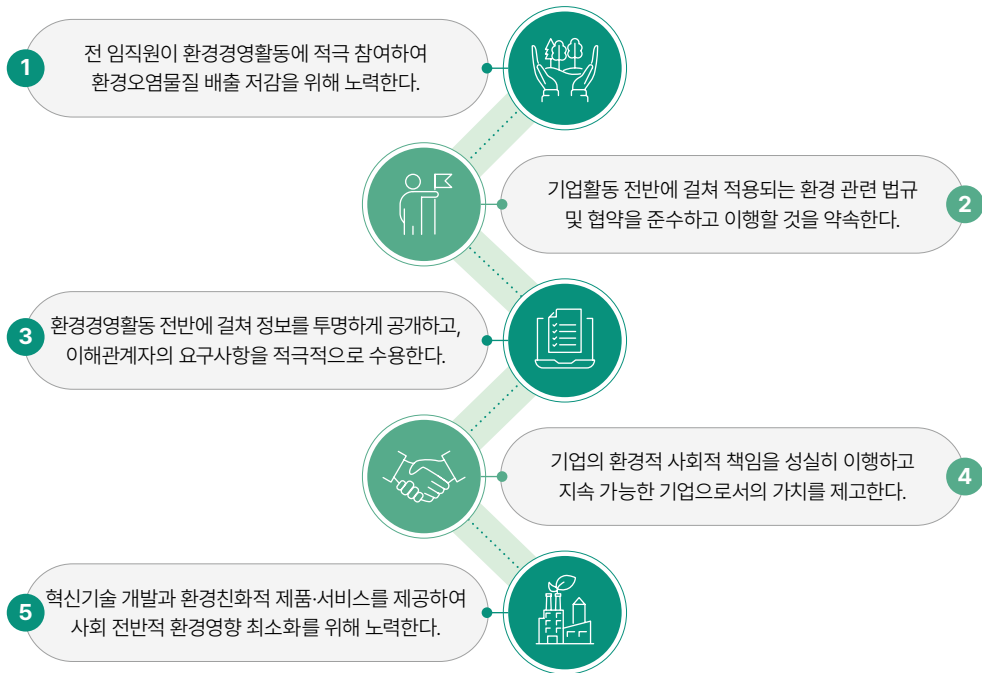 1
전 임직원이 환경경영활동에 적극 참여하여
환경오염물질 배출 저감을 위해 노력한다.
기업활동 전반에 걸쳐 적용되는 환경 관련 법규
및 협약을 준수하고 이행할 것을 약속한다.
2
3
환경경영활동 전반에 걸쳐 정보를 투명하게 공개하고,
이해관계자의 요구사항을 적극적으로 수용한다.
기업의 환경적 사회적 책임을 성실히 이행하고
지속 가능한 기업으로서의 가치를 제고한다.
4
5
혁신기술 개발과 환경친화적 제품·서비스를 제공하여
사회 전반적 환경영향 최소화를 위해 노력한다.